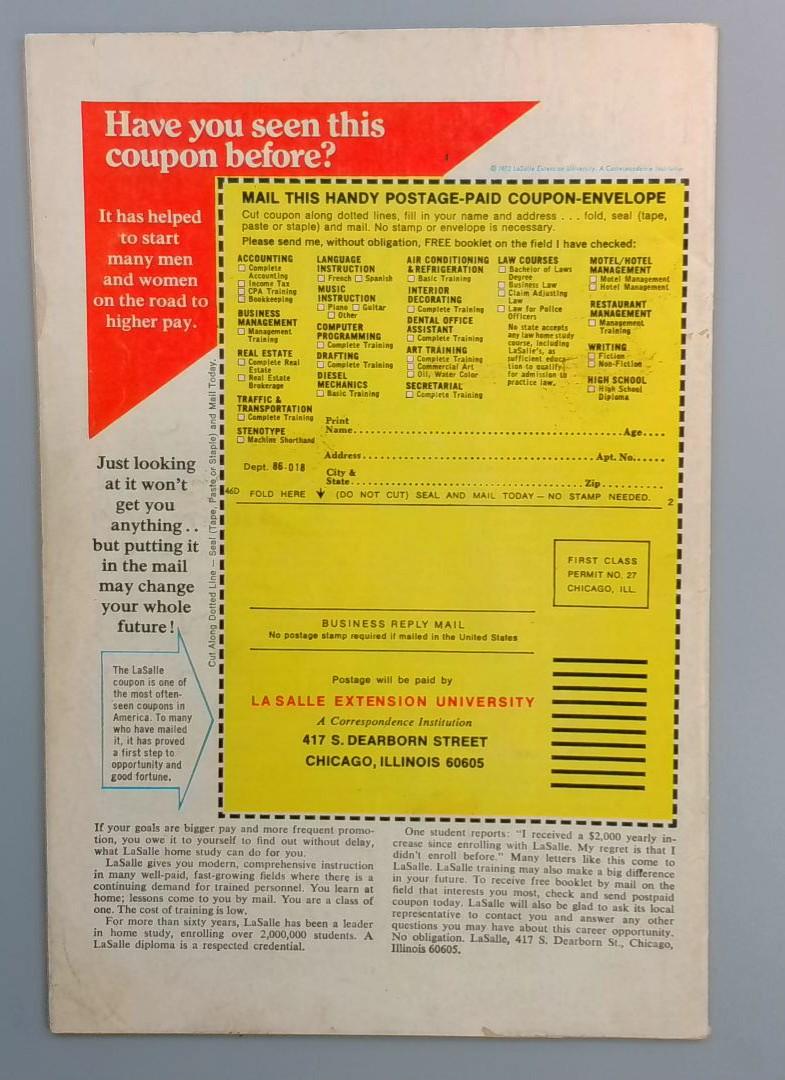 Have you seen this
coupon before?
© 1972 LaSalle Extension University, A Correspondence Institution
It has helped
to start
many men
and women
on the road to
higher pay.
Just looking
at it won't
get you
anything..
but putting it
in the mail
may change
your whole
future!
The LaSalle
coupon is one of
the most often-
seen coupons in
America. To many
who have mailed
it, it has proved
a first step to
opportunity and
good fortune.
Cut Along Dotted Line — Seal (Tape, Paste or Staple) and Mail Today.
MAIL THIS HANDY POSTAGE-PAID COUPON-ENVELOPE
Cut coupon along dotted lines, fill in your name and address . . . fold, seal (tape,
paste or staple) and mail. No stamp or envelope is necessary.
Please send me, without obligation, FREE booklet on the field I have checked:
ACCOUNTING
Complete
Accounting
Income Tax
CPA Training
Bookkeeping
BUSINESS
MANAGEMENT
Management
Training
REAL ESTATE
Complete Real
Estate
Real Estate
Brokerage
TRAFFIC &
TRANSPORTATION
Complete Training
STENOTYPE
Machine Shorthand
LANGUAGE
INSTRUCTION
French Spanish
MUSIC
INSTRUCTION
Piano Guitar
Other
COMPUTER
PROGRAMMING
Complete Training
DRAFTING
Complete Training
DIESEL
MECHANICS
Basic Training
AIR CONDITIONING
& REFRIGERATION
Basic Training
INTERIOR
DECORATING
Complete Training
DENTAL OFFICE
ASSISTANT
Complete Training
ART TRAINING
Complete Training
Commercial Art
Oil, Water Color
SECRETARIAL
Complete Training
LAW COURSES
Bachelor of Laws
Degree
Business Law
Claim Adjusting
Law
Law for Police
Officers
No state accepts
any law home study
course, including
LaSalle's, as
sufficient educa-
tion to qualify
for admission to
practice law.
MOTEL/HOTEL
MANAGEMENT
Motel Management
Hotel Management
RESTAURANT
MANAGEMENT
Management
Training
WRITING
Fiction
Non-Fiction
HIGH SCHOOL
High School
Diploma
Print
Name Age
Address Apt. No.
Dept. 86-018
City &
State Zip
46D FOLD HERE (DO NOT CUT) SEAL AND MAIL TODAY — NO STAMP NEEDED. 2
FIRST CLASS
PERMIT NO. 27
CHICAGO, ILL.
BUSINESS REPLY MAIL
No postage stamp required if mailed in the United States
Postage will be paid by
LA SALLE EXTENSION UNIVERSITY
A Correspondence Institution
417 S. DEARBORN STREET
CHICAGO, ILLINOIS 60605
If your goals are bigger pay and more frequent promo-
tion, you owe it to yourself to find out without delay,
what LaSalle home study can do for you.
LaSalle gives you modern, comprehensive instruction
in many well-paid, fast-growing fields where there is a
continuing demand for trained personnel. You learn at
home; lessons come to you by mail. You are a class of
one. The cost of training is low.
For more than sixty years, LaSalle has been a leader
in home study, enrolling over 2,000,000 students. A
LaSalle diploma is a respected credential.
One student reports: "I received a $2,000 yearly in-
crease since enrolling with LaSalle. My regret is that I
didn't enroll before." Many letters like this come to
LaSalle. LaSalle training may also make a big difference
in your future. To receive free booklet by mail on the
field that interests you most, check and send postpaid
coupon today. LaSalle will also be glad to ask its local
representative to contact you and answer any other
questions you may have about this career opportunity.
No obligation. LaSalle, 417 S. Dearborn St., Chicago,
Illinois 60605.